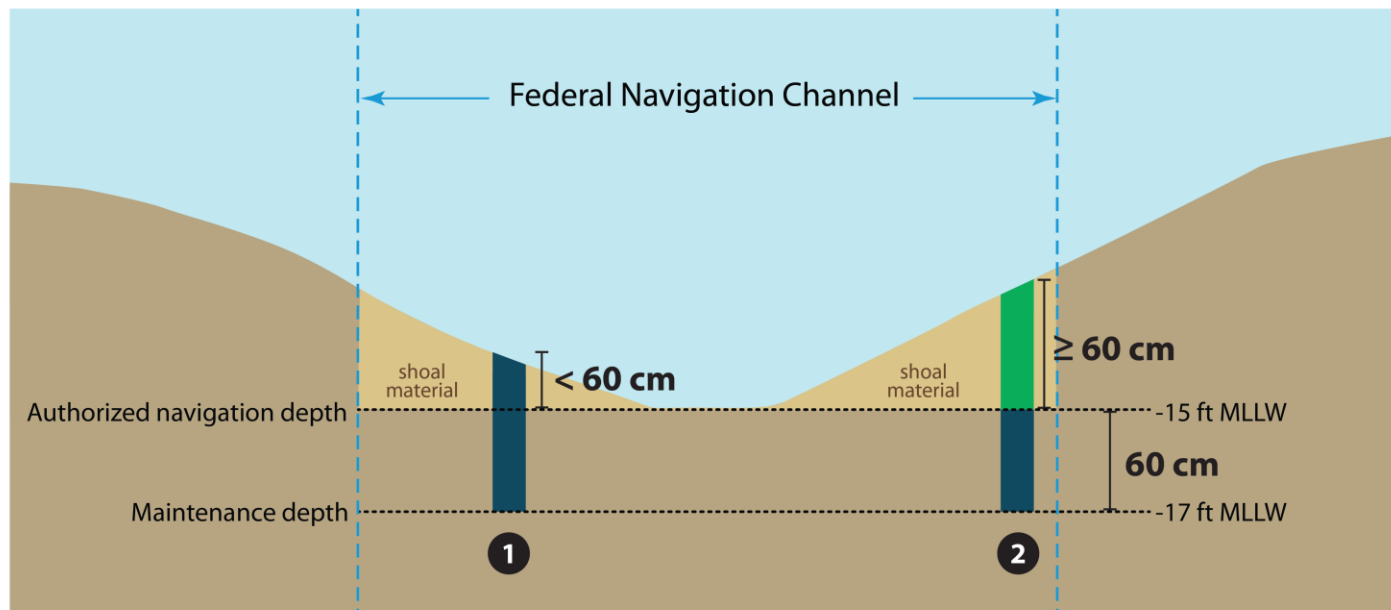 Federal Navigation Channel
shoal
material
< 60 cm
shoal
material
≥ 60 cm
Authorized navigation depth
-15 ft MLLW
60 cm
Maintenance depth
-17 ft MLLW
1
2